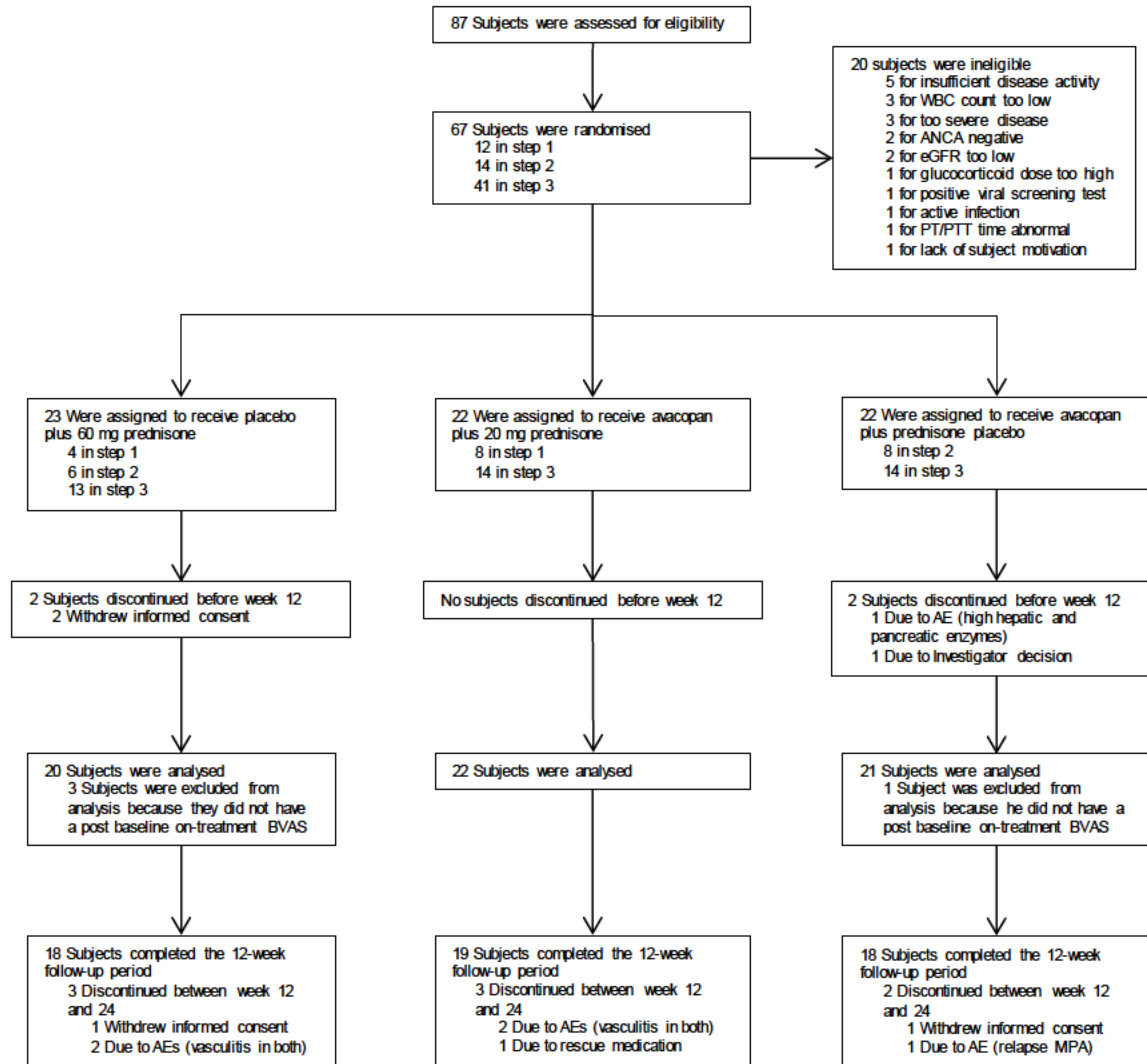 87 Subjects were assessed for eligibility
20 subjects were ineligible
5 for insufficient disease activity
3 for WBC count too low
3 for too severe disease
2 for ANCA negative
2 for eGFR too low
1 for glucocorticoid dose too high
1 for positive viral screening test
1 for active infection
1 for PT/PTT time abnormal
1 for lack of subject motivation
67 Subjects were randomised
12 in step 1
14 in step 2
41 in step 3
23 Were assigned to receive placebo
plus 60 mg prednisone
4 in step 1
6 in step 2
13 in step 3
22 Were assigned to receive avacopan
plus 20 mg prednisone
8 in step 1
14 in step 3
22 Were assigned to receive avacopan
plus prednisone placebo
8 in step 2
14 in step 3
2 Subjects discontinued before week 12
2 Withdrew informed consent
No subjects discontinued before week 12
2 Subjects discontinued before week 12
1 Due to AE (high hepatic and
pancreatic enzymes)
1 Due to Investigator decision
20 Subjects were analysed
3 Subjects were excluded from
analysis because they did not have
a post baseline on-treatment BVAS
22 Subjects were analysed
21 Subjects were analysed
1 Subject was excluded from
analysis because he did not have a
post baseline on-treatment BVAS
18 Subjects completed the 12-week
follow-up period
3 Discontinued between week 12
and 24
1 Withdrew informed consent
2 Due to AEs (vasculitis in both)
19 Subjects completed the 12-week
follow-up period
3 Discontinued between week 12
and 24
2 Due to AEs (vasculitis in both)
1 Due to rescue medication
18 Subjects completed the 12-week
follow-up period
2 Discontinued between week 12
and 24
1 Withdrew informed consent
1 Due to AE (relapse MPA)